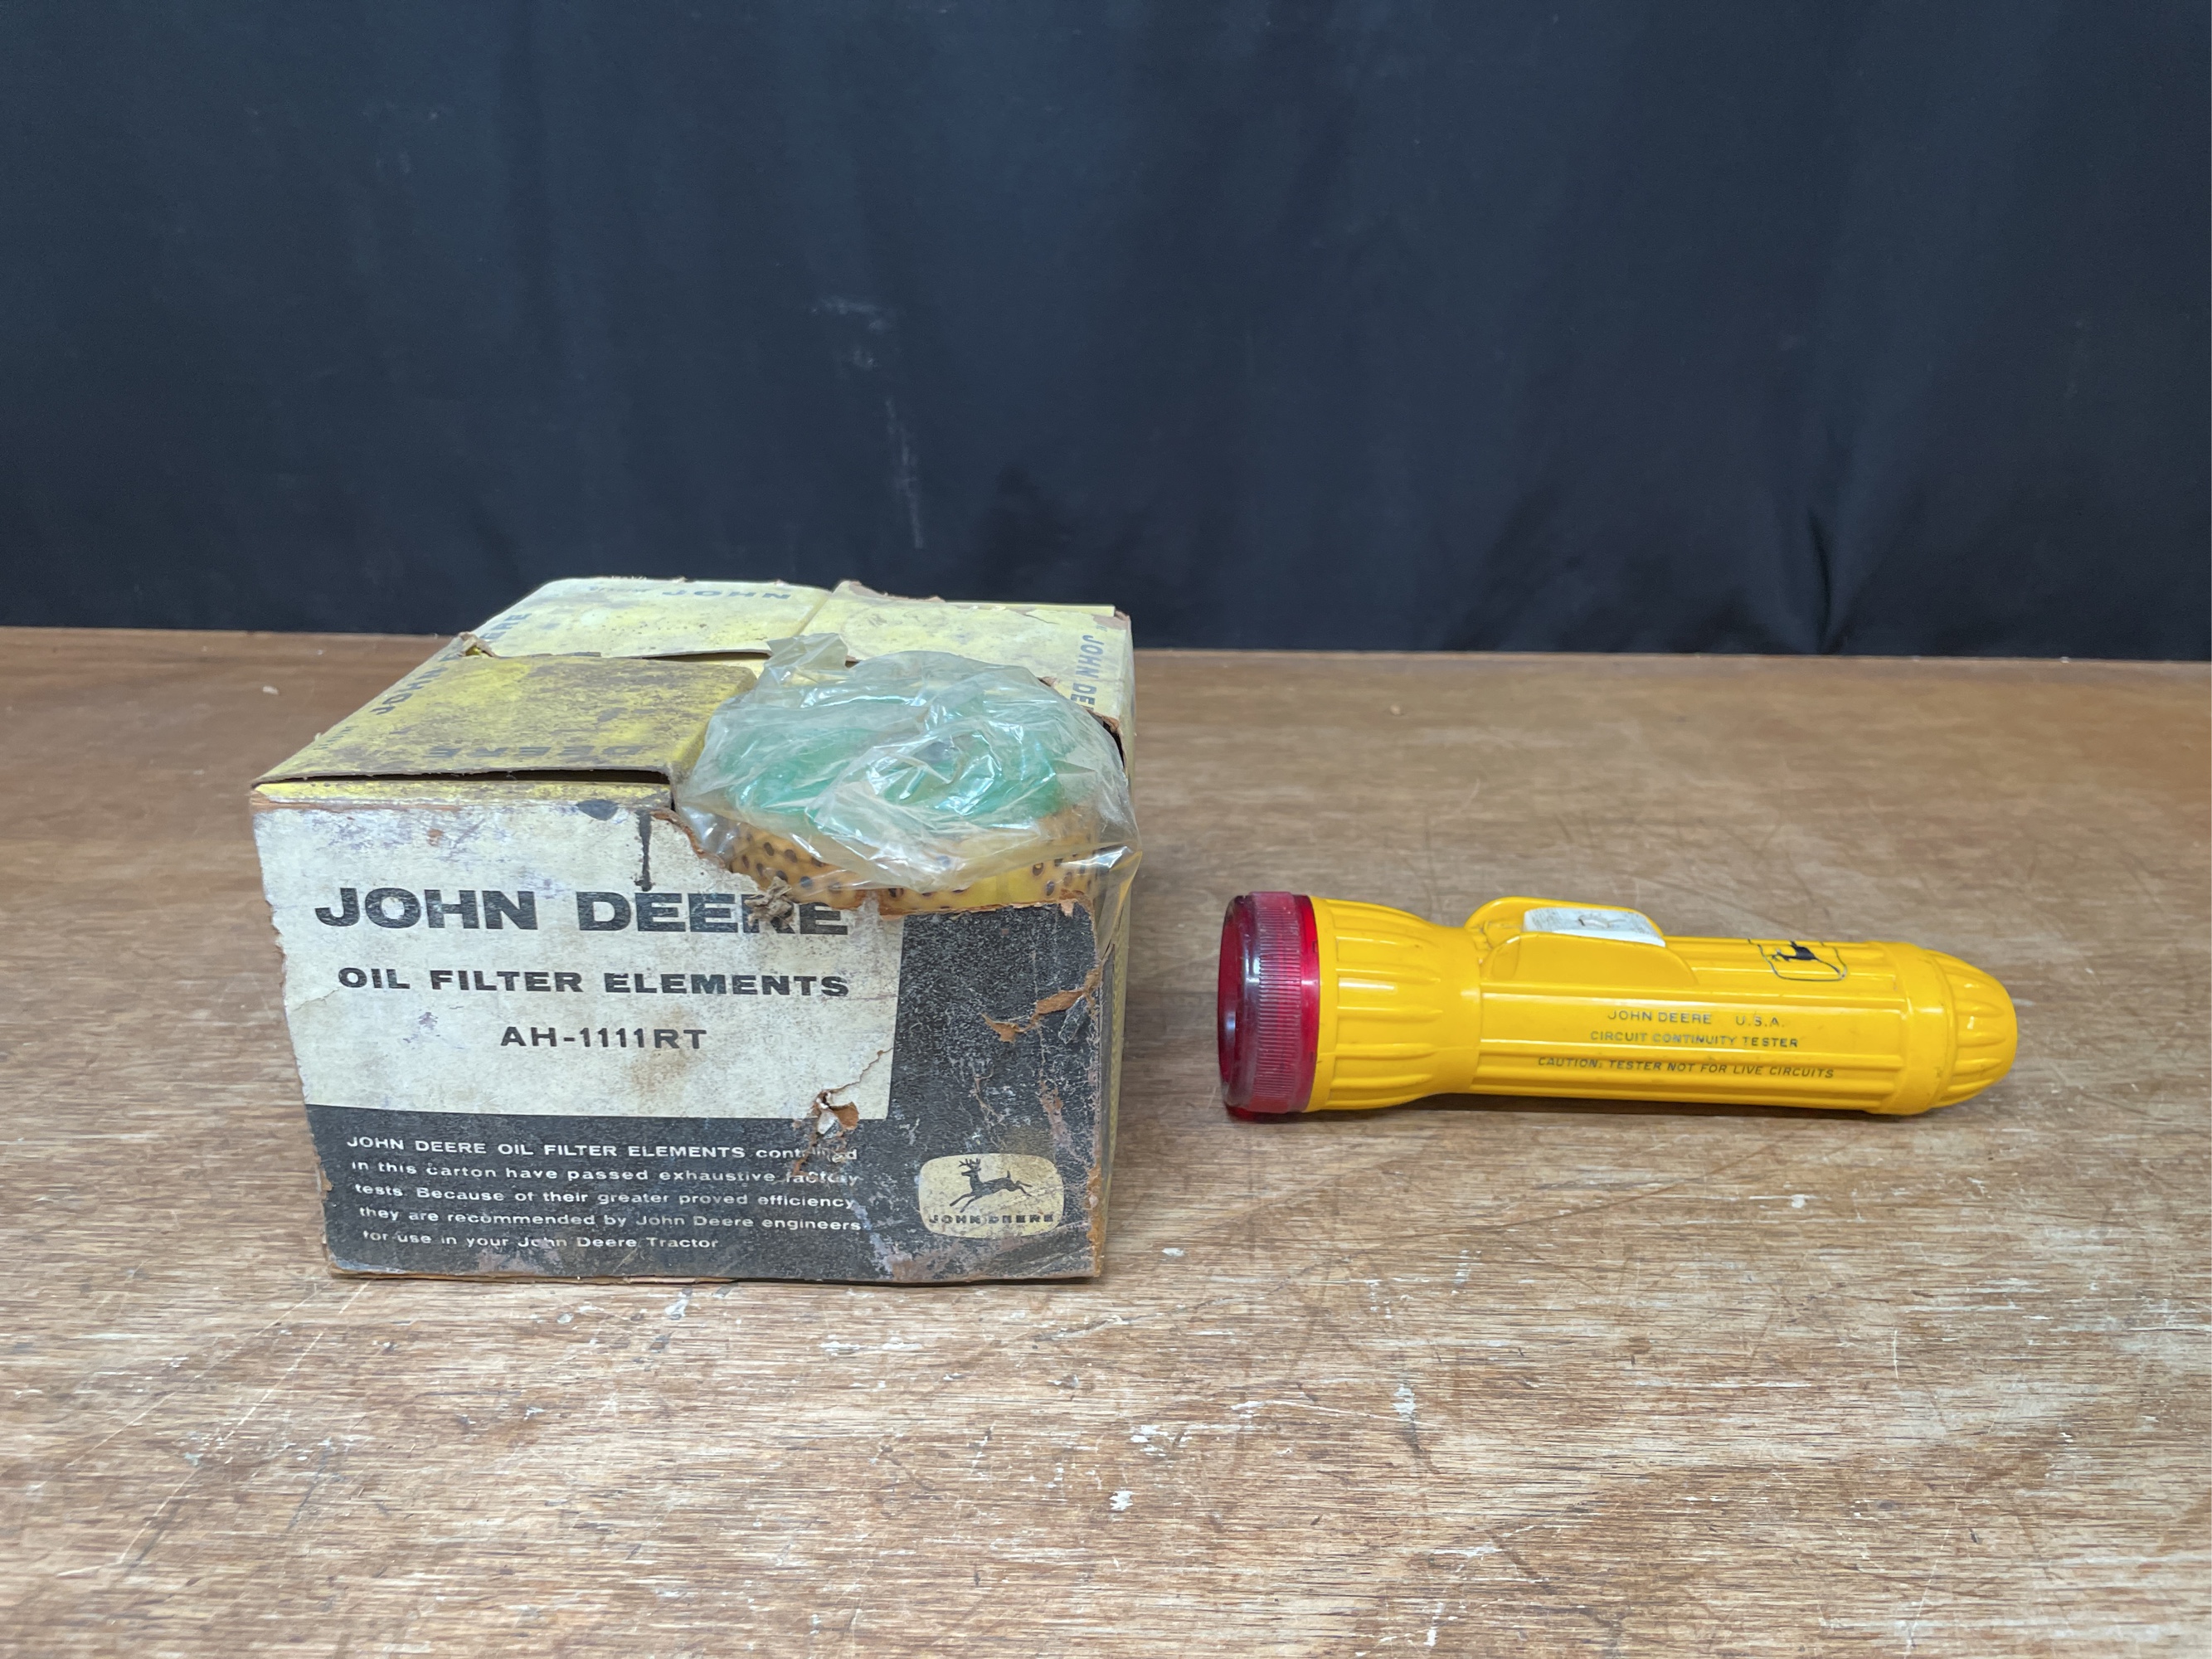 JOHN
JOHN DE
DEERE
JOHN DEERE
OIL FILTER ELEMENTS
AH-1111RT
JOHN DEERE OIL FILTER ELEMENTS contained
in this carton have passed exhaustive factory
tests. Because of their greater proved efficiency
they are recommended by John Deere engineers
for use in your John Deere Tractor
JOHN DEERE
JOHN DEERE U.S.A.
CIRCUIT CONTINUITY TESTER
CAUTION: TESTER NOT FOR LIVE CIRCUITS